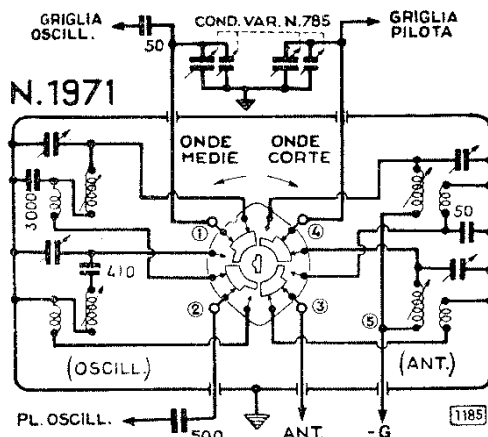 GRIGLIA
OSCILL.
50
COND. VAR. N.785
GRIGLIA
PILOTA
N.1971
ONDE
MEDIE
ONDE
CORTE
3000
50
①
④
410
②
③
⑤
(OSCILL.)
(ANT.)
PL. OSCILL.
500
ANT.
-G
1185